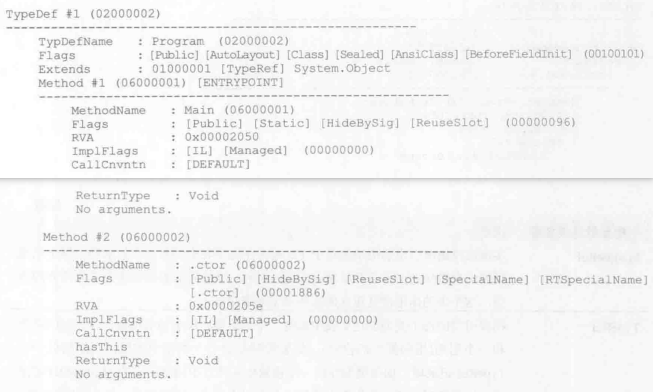 TypeDef #1 (02000002)
TypDefName : Program (02000002)
Flags : [Public] [AutoLayout] [Class] [Sealed] [AnsiClass] [BeforeFieldInit] (00100101)
Extends : 01000001 [TypeRef] System.Object
Method #1 (06000001) [ENTRYPOINT]
MethodName : Main (06000001)
Flags : [Public] [Static] [HideBySig] [ReuseSlot] (00000096)
RVA : 0x00002050
ImplFlags : [IL] [Managed] (00000000)
CallCnvntn : [DEFAULT]
ReturnType : Void
No arguments.
Method #2 (06000002)
MethodName : .ctor (06000002)
Flags : [Public] [HideBySig] [ReuseSlot] [SpecialName] [RTSpecialName]
[.ctor] (00001886)
RVA : 0x0000205e
ImplFlags : [IL] [Managed] (00000000)
CallCnvntn : [DEFAULT]
hasThis
ReturnType : Void
No arguments.